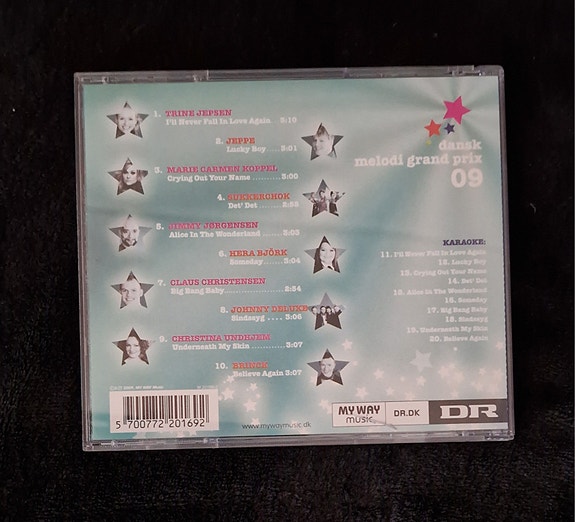 1. TRINE JEPSEN
I'll Never Fall In Love Again.. 3:19
2. JEPPE
Lucky Boy ..... 3:01
3. MARIE CARMEN KOPPEL
Crying Out Your Name .......... 3:00
4. SUKKERCHOK
Det' Det ........
5. JIMMY JØRGENSEN
Alice In The Wonderland ......
6. HERA BJÖRK
Someday ....... 3:04
7. CLAUS CHRISTENSEN
Big Bang Baby .............. 2:54
8. JOHNNY DELUXE
Sindssyg .... 3:06
9. CHRISTINA UNDHJEM
Underneath My Skin ........... 3:07
10. BRINCK
Believe Again 3:07
dansk
melodi grand prix
09
KARAOKE:
11. I'll Never Fall In Love Again
12. Lucky Boy
13. Crying Out Your Name
14. Det' Det
15. Alice In The Wonderland
16. Someday
17. Big Bang Baby
18. Sindssyg
19. Underneath My Skin
20. Believe Again
5 700772 201692
www.mywaymusic.dk
MY WAY
music
DR.DK
DR